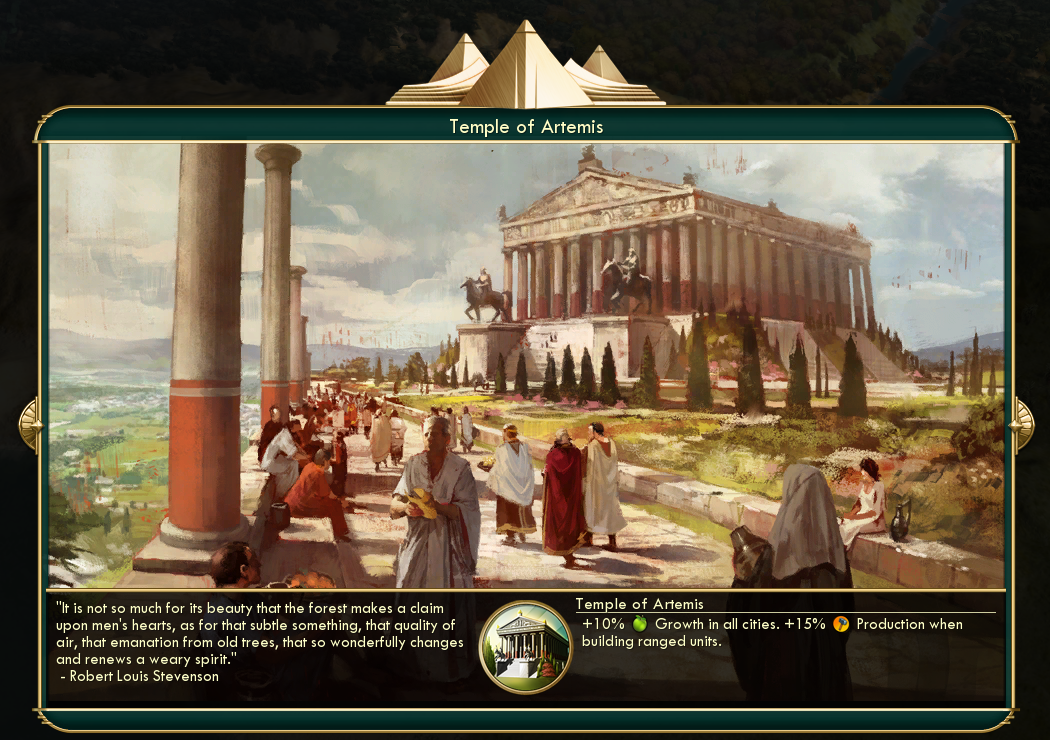 Temple of Artemis
"It is not so much for its beauty that the forest makes a claim
upon men's hearts, as for that subtle something, that quality of
air, that emanation from old trees, that so wonderfully changes
and renews a weary spirit."
- Robert Louis Stevenson
Temple of Artemis
+10% Growth in all cities. +15% Production when
building ranged units.